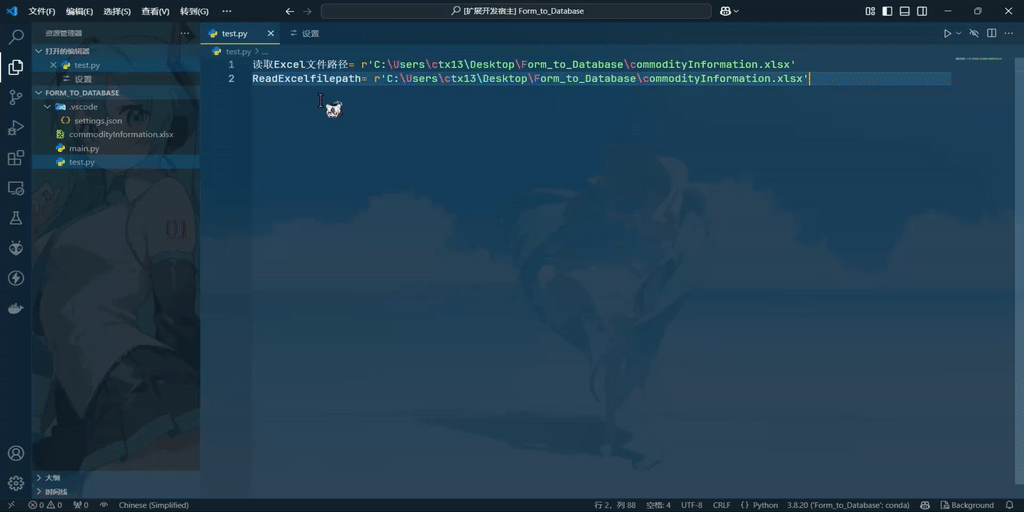 文件(F) 编辑(E) 选择(S) 查看(V) 转到(G) ··· [扩展开发宿主] Form_to_Database
资源管理器 ···
打开的编辑器
test.py
设置
FORM_TO_DATABASE
.vscode
settings.json
commodityInformation.xlsx
main.py
test.py
01
大纲
时间线
test.py 设置
test.py > ...
1 读取Excel文件路径= r'C:\Users\ctx13\Desktop\Form_to_Database\commodityInformation.xlsx'
2 ReadExcelfilepath= r'C:\Users\ctx13\Desktop\Form_to_Database\commodityInformation.xlsx'
0 0 0 Chinese (Simplified) 行 2，列 88 空格: 4 UTF-8 CRLF Python 3.8.20 ('Form_to_Database': conda) Background